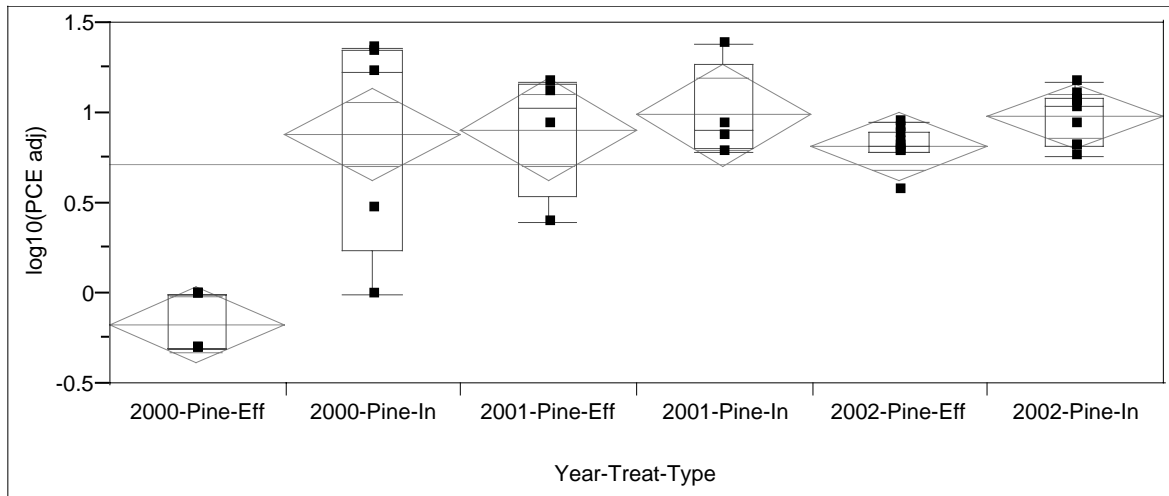 1.5
1.0
0.5
0
-0.5
log10(PCE adj)
2000-Pine-Eff 2000-Pine-In 2001-Pine-Eff 2001-Pine-In 2002-Pine-Eff 2002-Pine-In
Year-Treat-Type